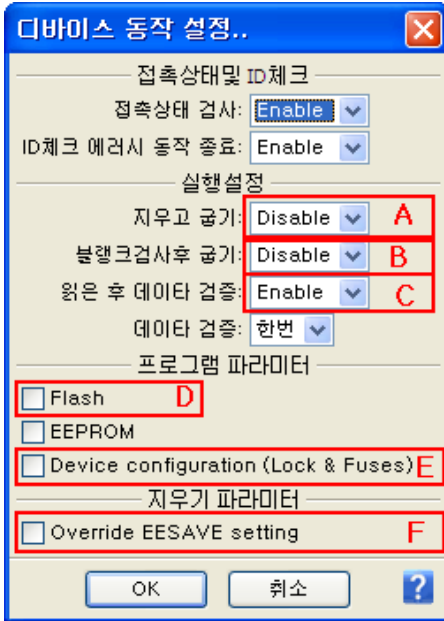 디바이스 동작 설정..
접촉상태및 ID체크
접촉상태 검사: Enable
ID체크 에러시 동작 종료: Enable
실행설정
지우고 굽기: Disable A
블랭크검사후 굽기: Disable B
읽은 후 데이타 검증: Enable C
데이타 검증: 한번
프로그램 파라미터
Flash D
EEPROM
Device configuration (Lock & Fuses) E
지우기 파라미터
Override EESAVE setting F
OK 취소 ?